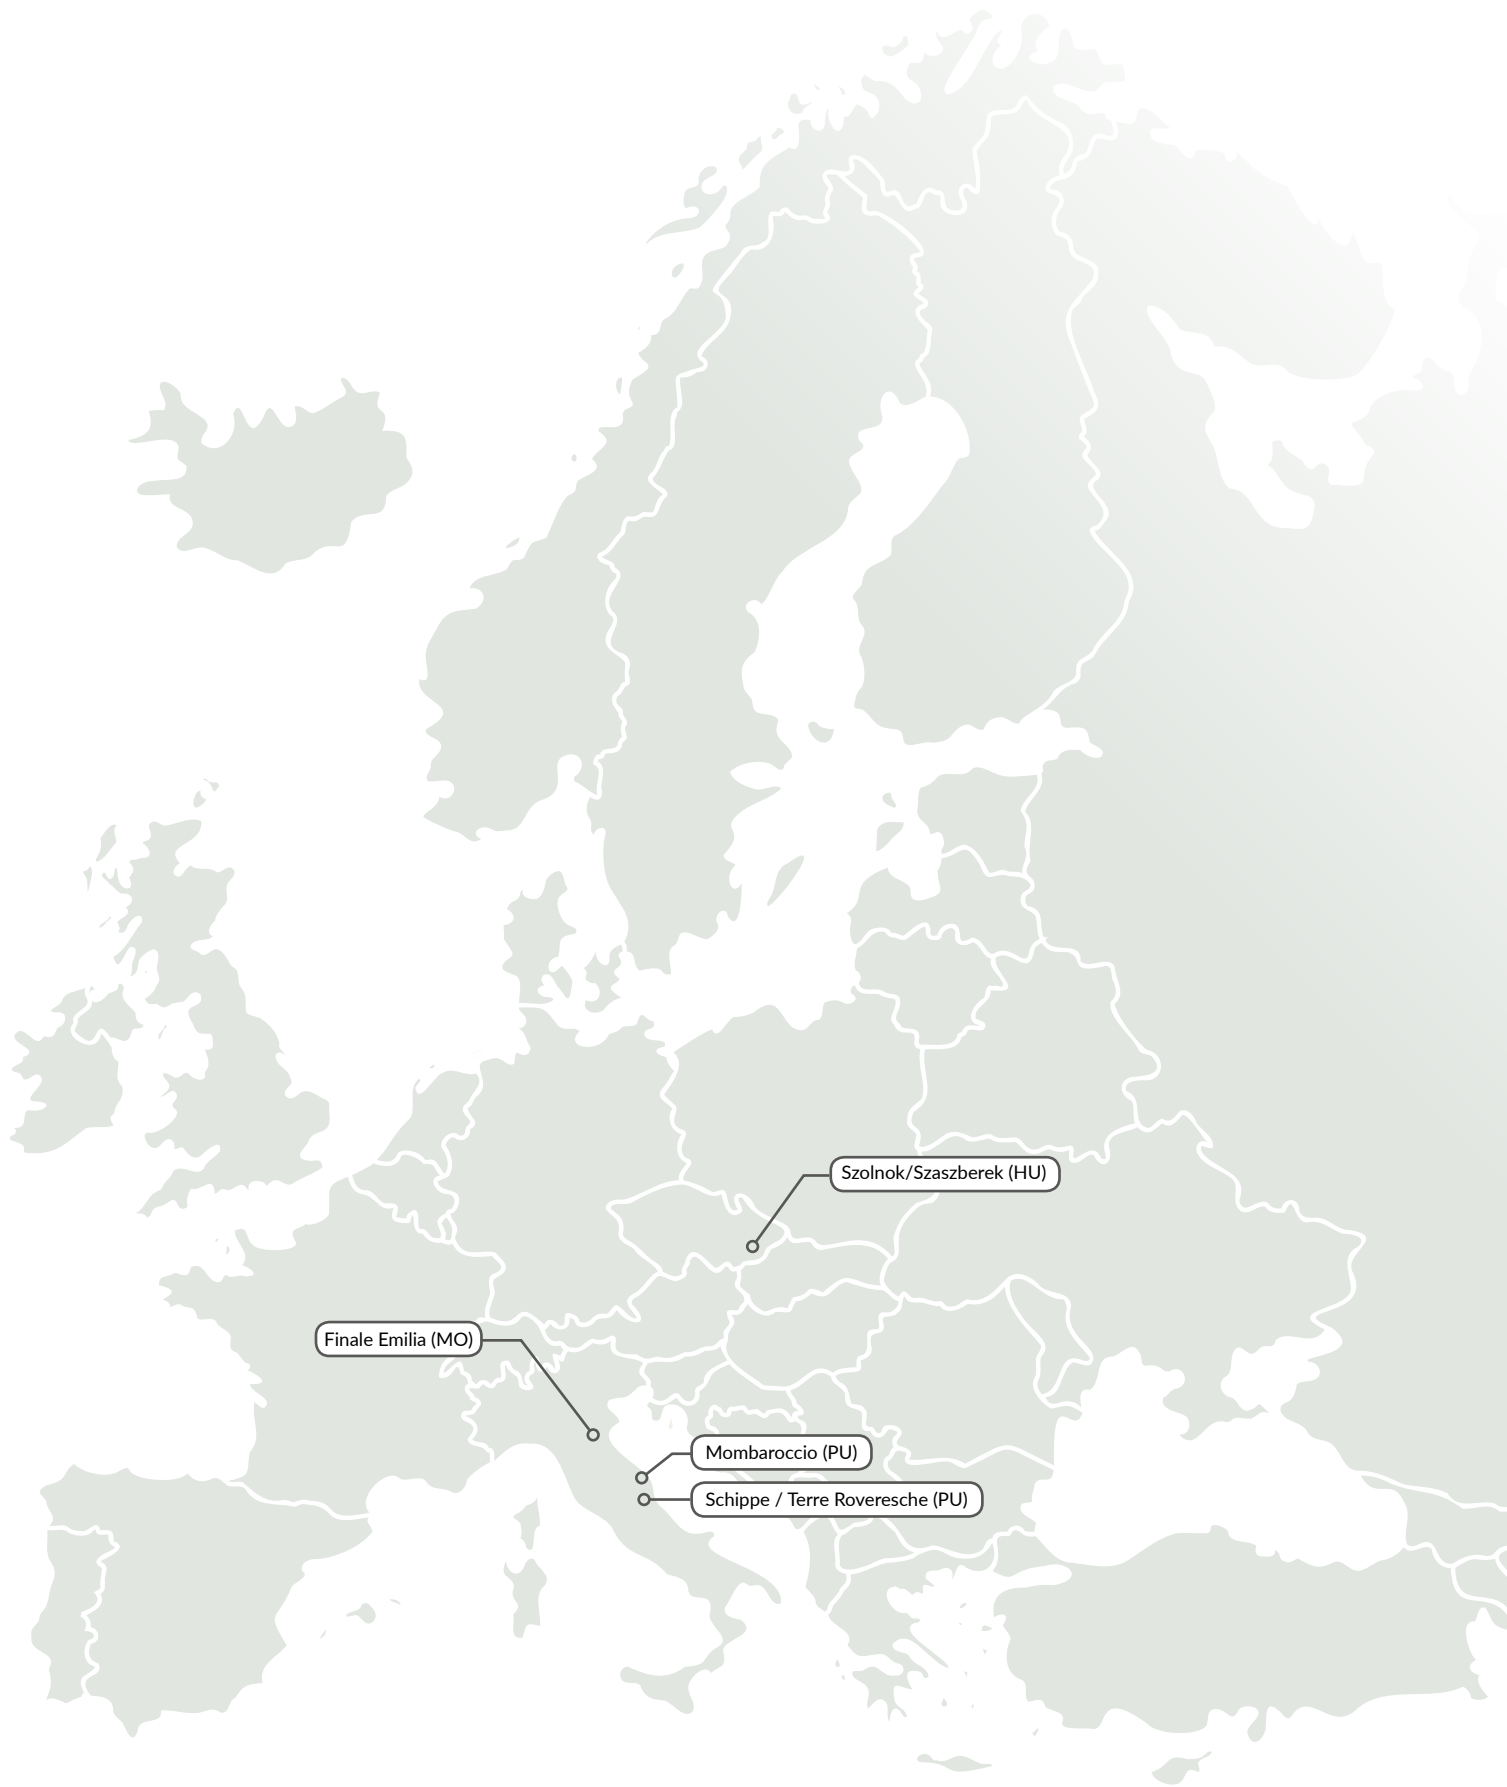 Szolnok/Szaszberek (HU)
Finale Emilia (MO)
Mombaroccio (PU)
Schippe / Terre Roveresche (PU)